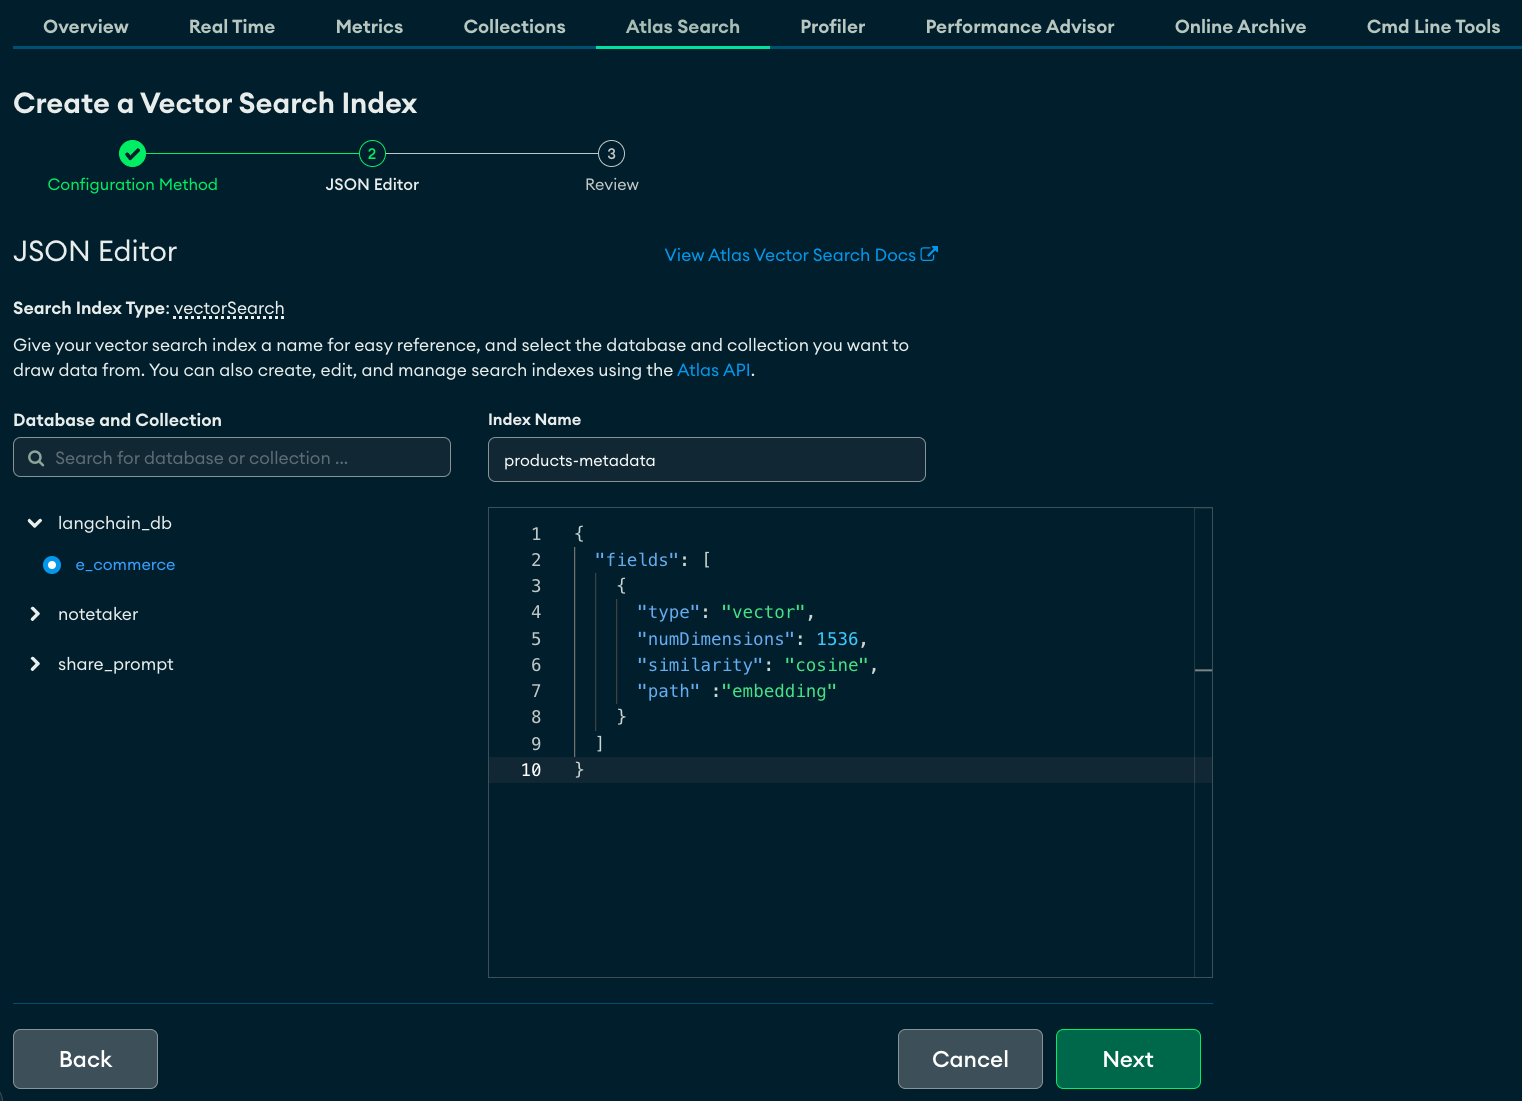 Overview Real Time Metrics Collections Atlas Search Profiler Performance Advisor Online Archive Cmd Line Tools
Create a Vector Search Index
2 3
Configuration Method JSON Editor Review
JSON Editor
View Atlas Vector Search Docs
Search Index Type: vectorSearch
Give your vector search index a name for easy reference, and select the database and collection you want to
draw data from. You can also create, edit, and manage search indexes using the Atlas API.
Database and Collection
Search for database or collection ...
langchain_db
e_commerce
notetaker
share_prompt
Index Name
products-metadata
1 {
2 "fields": [
3 {
4 "type": "vector",
5 "numDimensions": 1536,
6 "similarity": "cosine",
7 "path" :"embedding"
8 }
9 ]
10 }
Back Cancel Next